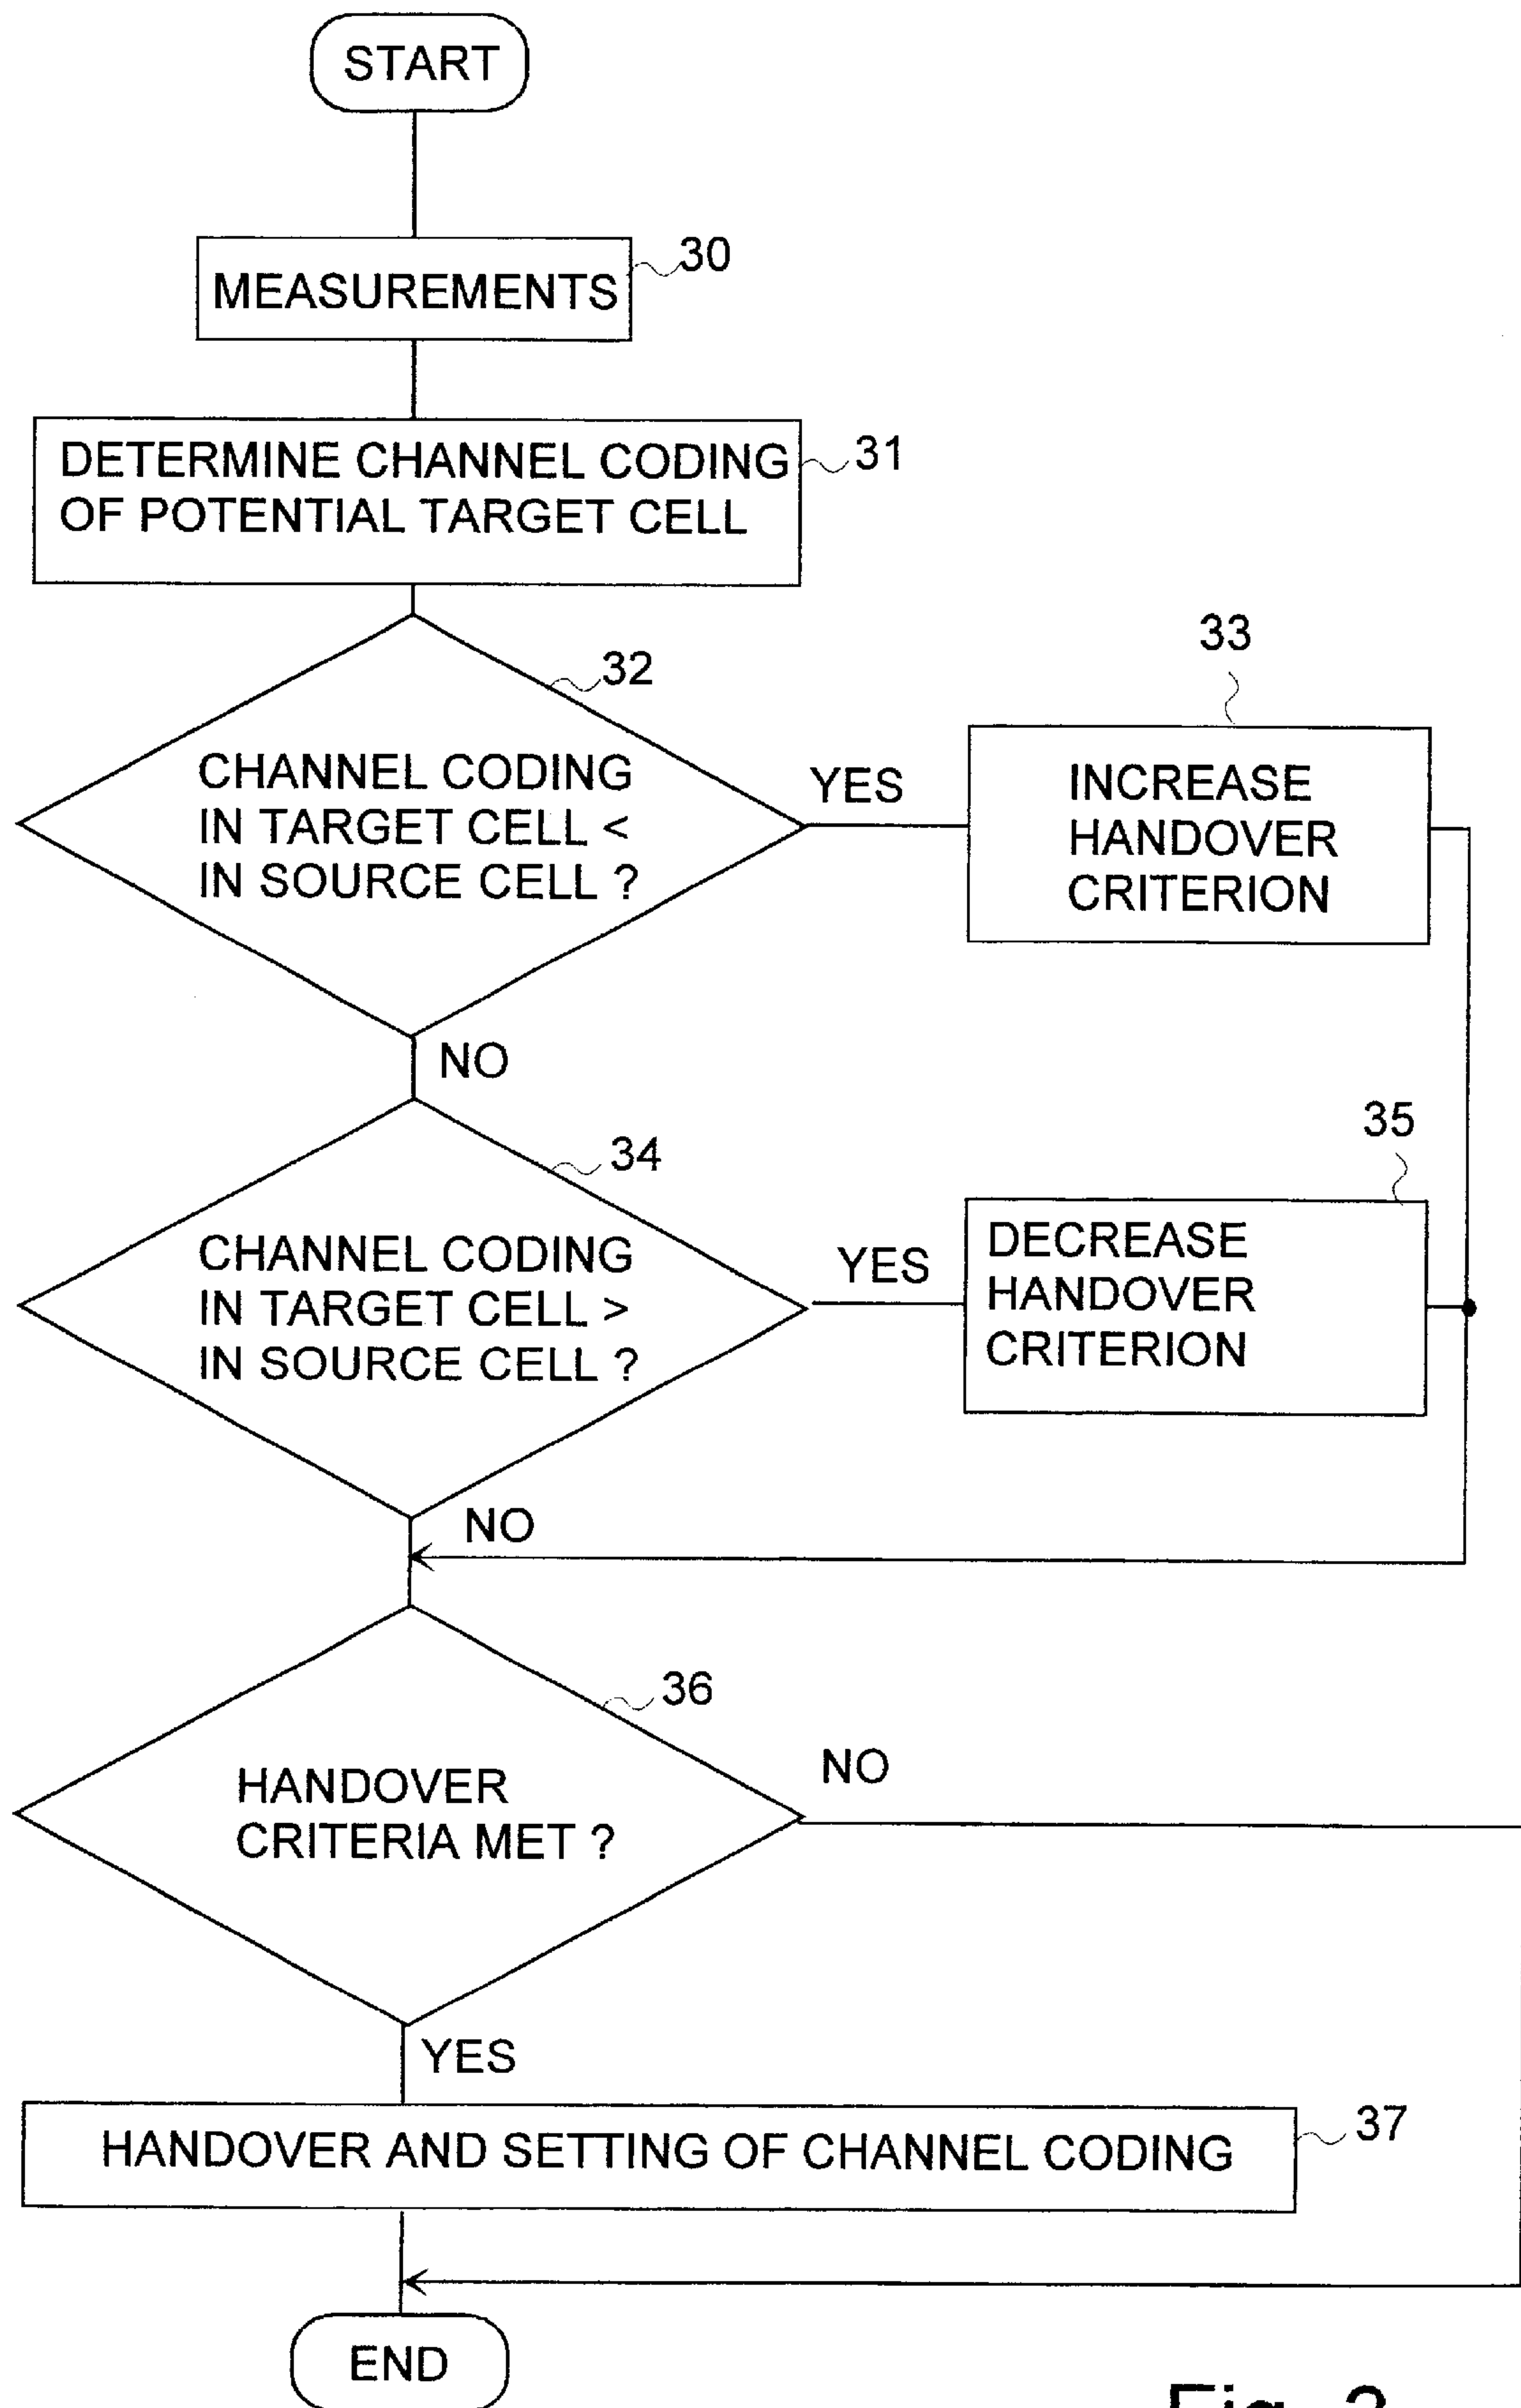 START
MEASUREMENTS
30
DETERMINE CHANNEL CODING
OF POTENTIAL TARGET CELL
31
32
CHANNEL CODING
IN TARGET CELL <
IN SOURCE CELL ?
YES
33
INCREASE
HANDOVER
CRITERION
NO
34
CHANNEL CODING
IN TARGET CELL >
IN SOURCE CELL ?
YES
35
DECREASE
HANDOVER
CRITERION
NO
36
HANDOVER
CRITERIA MET ?
NO
YES
HANDOVER AND SETTING OF CHANNEL CODING
37
END